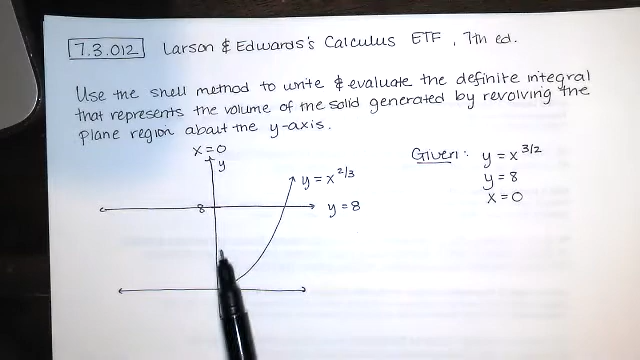 7.3.012 Larson & Edwards's Calculus ETF, 7th ed.
Use the shell method to write & evaluate the definite integral
that represents the volume of the solid generated by revolving the
plane region about the y-axis.
x=0
y
y = x^2/3
8
y = 8
Given: y = x^3/2
y = 8
x = 0